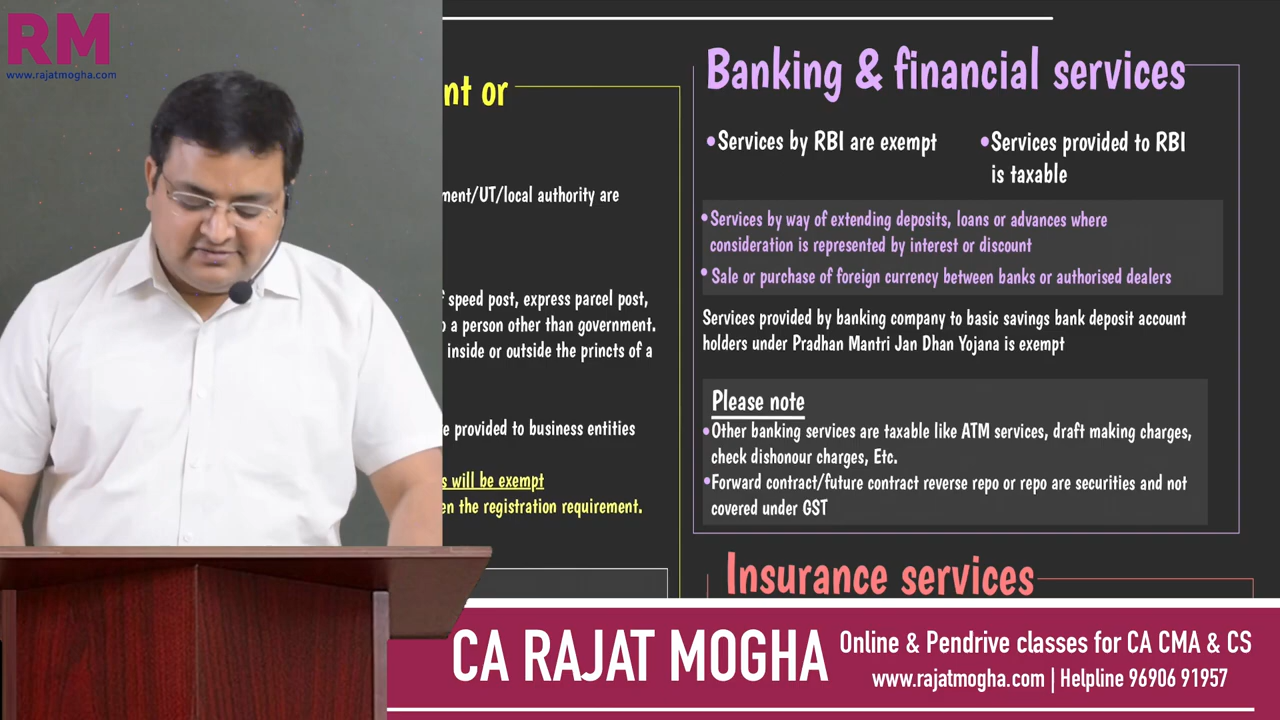 RM
www.rajatmogha.com
nt or
ment/UT/local authority are
speed post, express parcel post,
a person other than government.
inside or outside the princts of a
e provided to business entities
s will be exempt
en the registration requirement.
Banking & financial services
•Services by RBI are exempt
•Services provided to RBI
is taxable
•Services by way of extending deposits, loans or advances where
consideration is represented by interest or discount
• Sale or purchase of foreign currency between banks or authorised dealers
Services provided by banking company to basic savings bank deposit account
holders under Pradhan Mantri Jan Dhan Yojana is exempt
Please note
•Other banking services are taxable like ATM services, draft making charges,
check dishonour charges, Etc.
•Forward contract/future contract reverse repo or repo are securities and not
covered under GST
Insurance services
CA RAJAT MOGHA
Online & Pendrive classes for CA CMA & CS
www.rajatmogha.com | Helpline 96906 91957